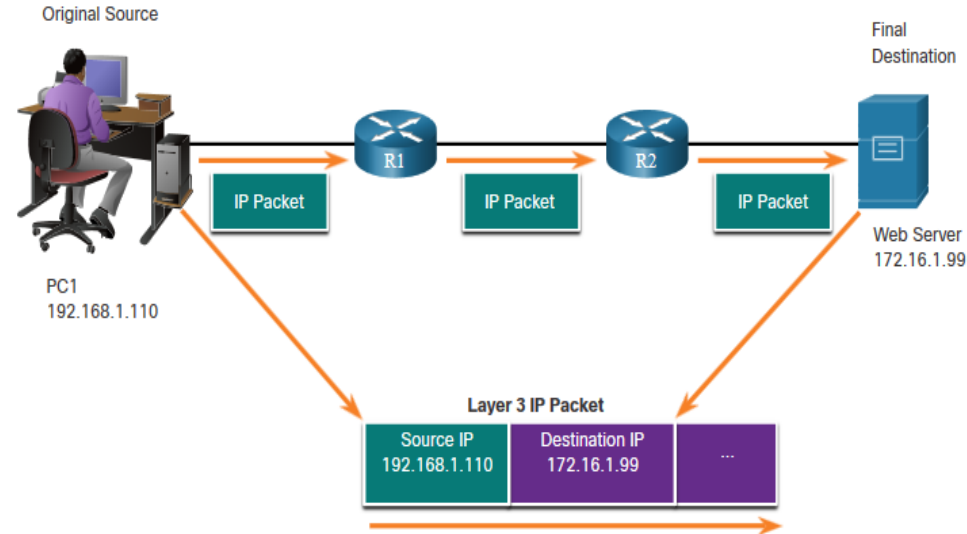 Original Source
Final
Destination
R1
R2
IP Packet
IP Packet
IP Packet
Web Server
172.16.1.99
PC1
192.168.1.110
Layer 3 IP Packet
Source IP
192.168.1.110
Destination IP
172.16.1.99
...